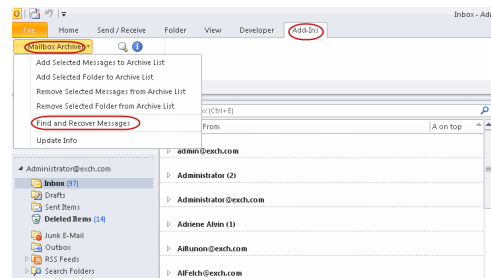 Inbox - Adm
File Home Send / Receive Folder View Developer Add-Ins
Mailbox Archiver
Add Selected Messages to Archive List
Add Selected Folder to Archive List
Remove Selected Messages from Archive List
Remove Selected Folder from Archive List
Find and Recover Messages
Update Info
(Ctrl+E)
From A on top
admin@exch.com
Administrator (2)
Administrator@exch.com
Adriene Alvin (1)
AiRunon@exch.com
AlFelch@exch.com
Administrator@exch.com
Inbox (97)
Drafts
Sent Items
Deleted Items (14)
Junk E-Mail
Outbox
RSS Feeds
Search Folders